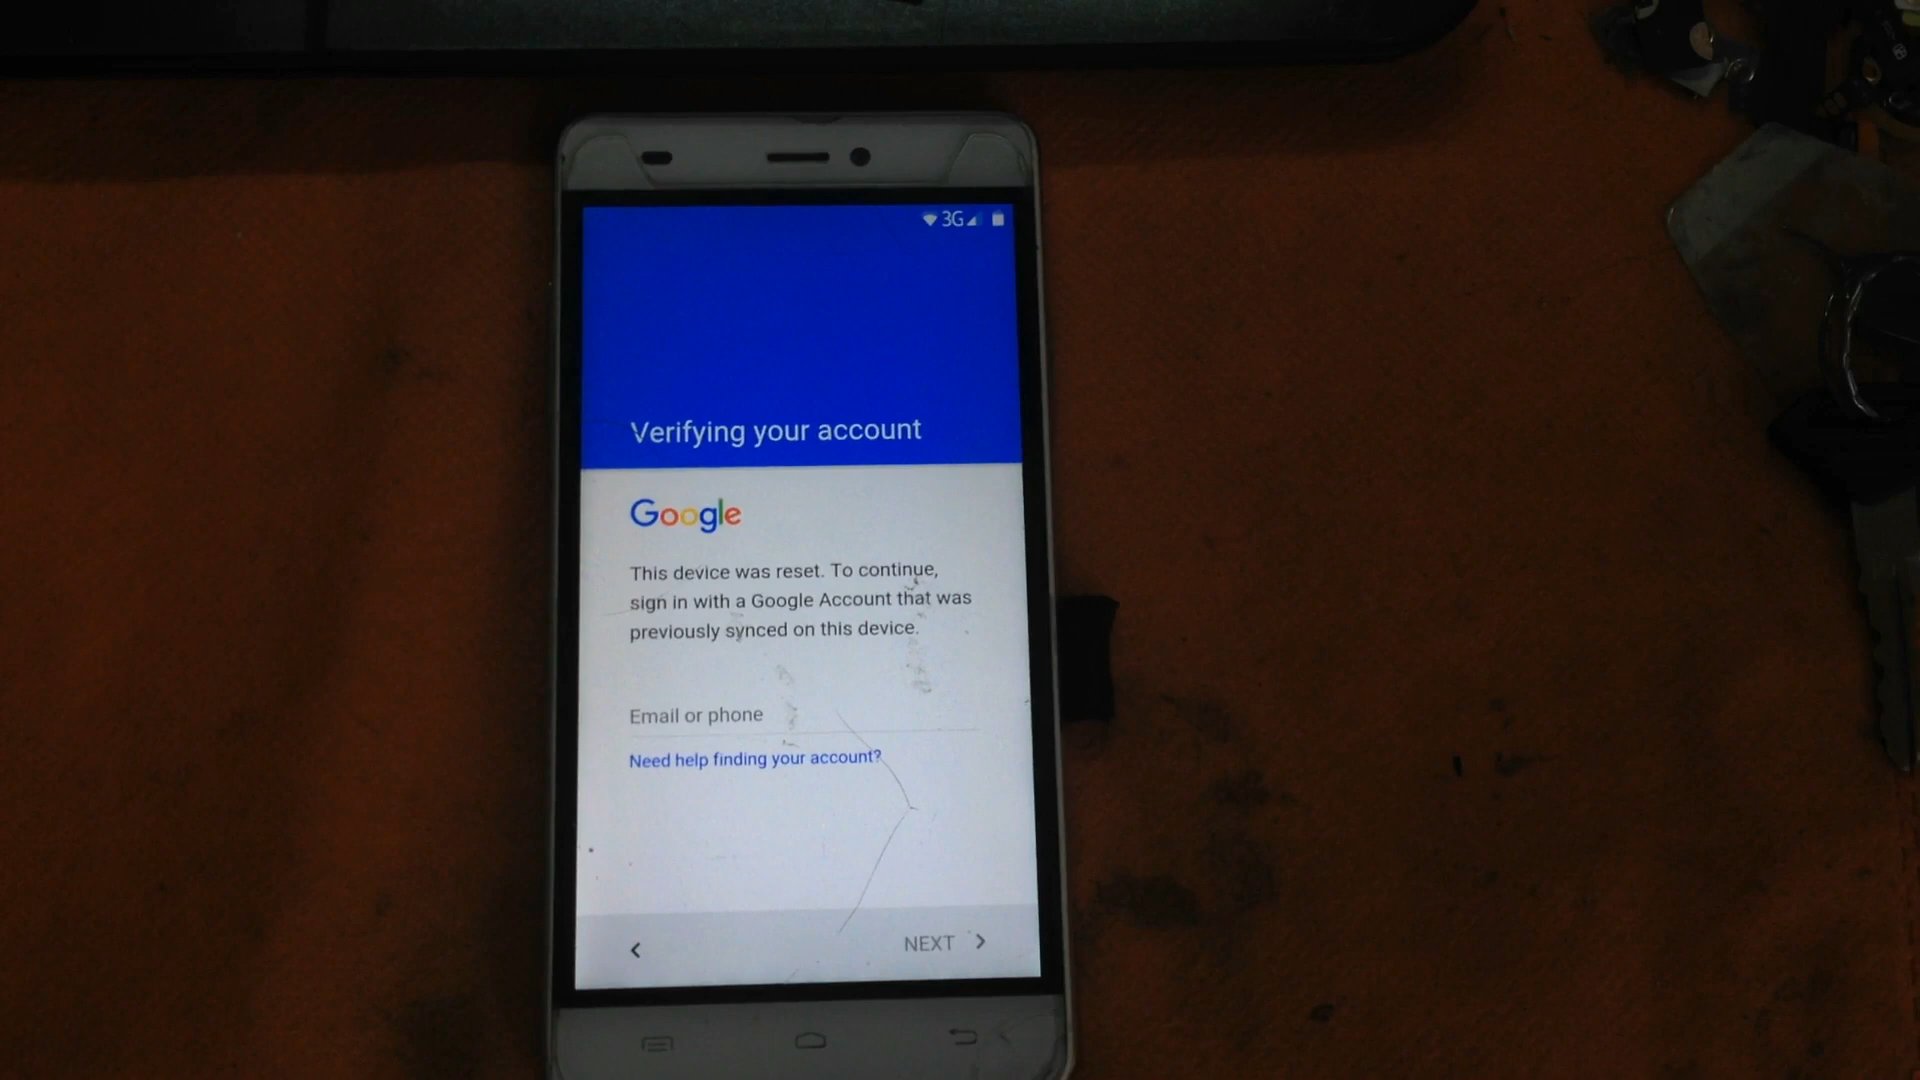 3G
Verifying your account
Google
This device was reset. To continue,
sign in with a Google Account that was
previously synced on this device.
Email or phone
Need help finding your account?
NEXT